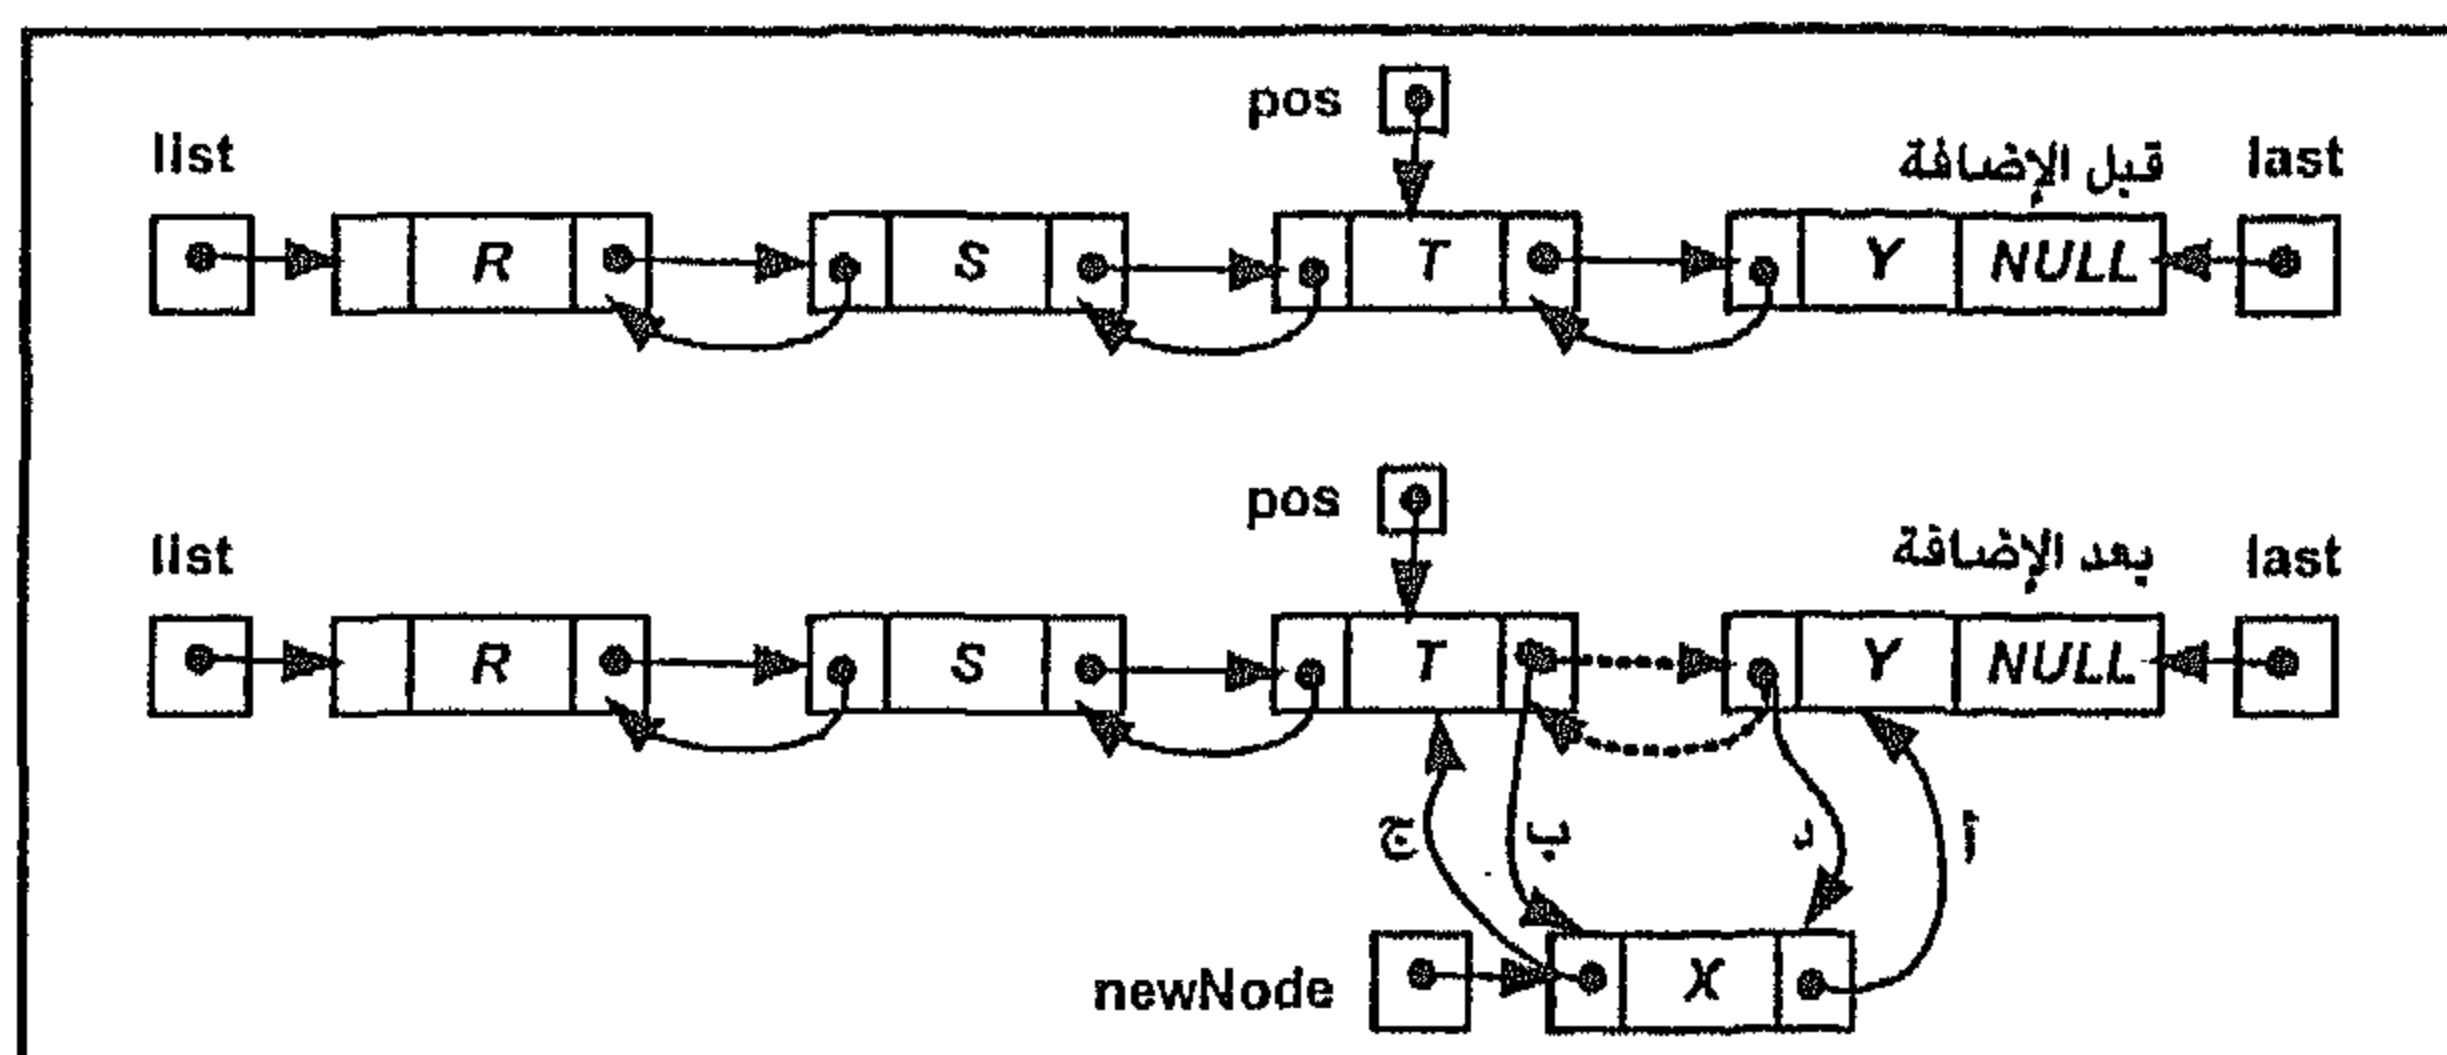 pos
list قبل الإضافة last
R S T Y NULL
pos
list بعد الإضافة last
R S T Y NULL
ج ب د أ
newNode X